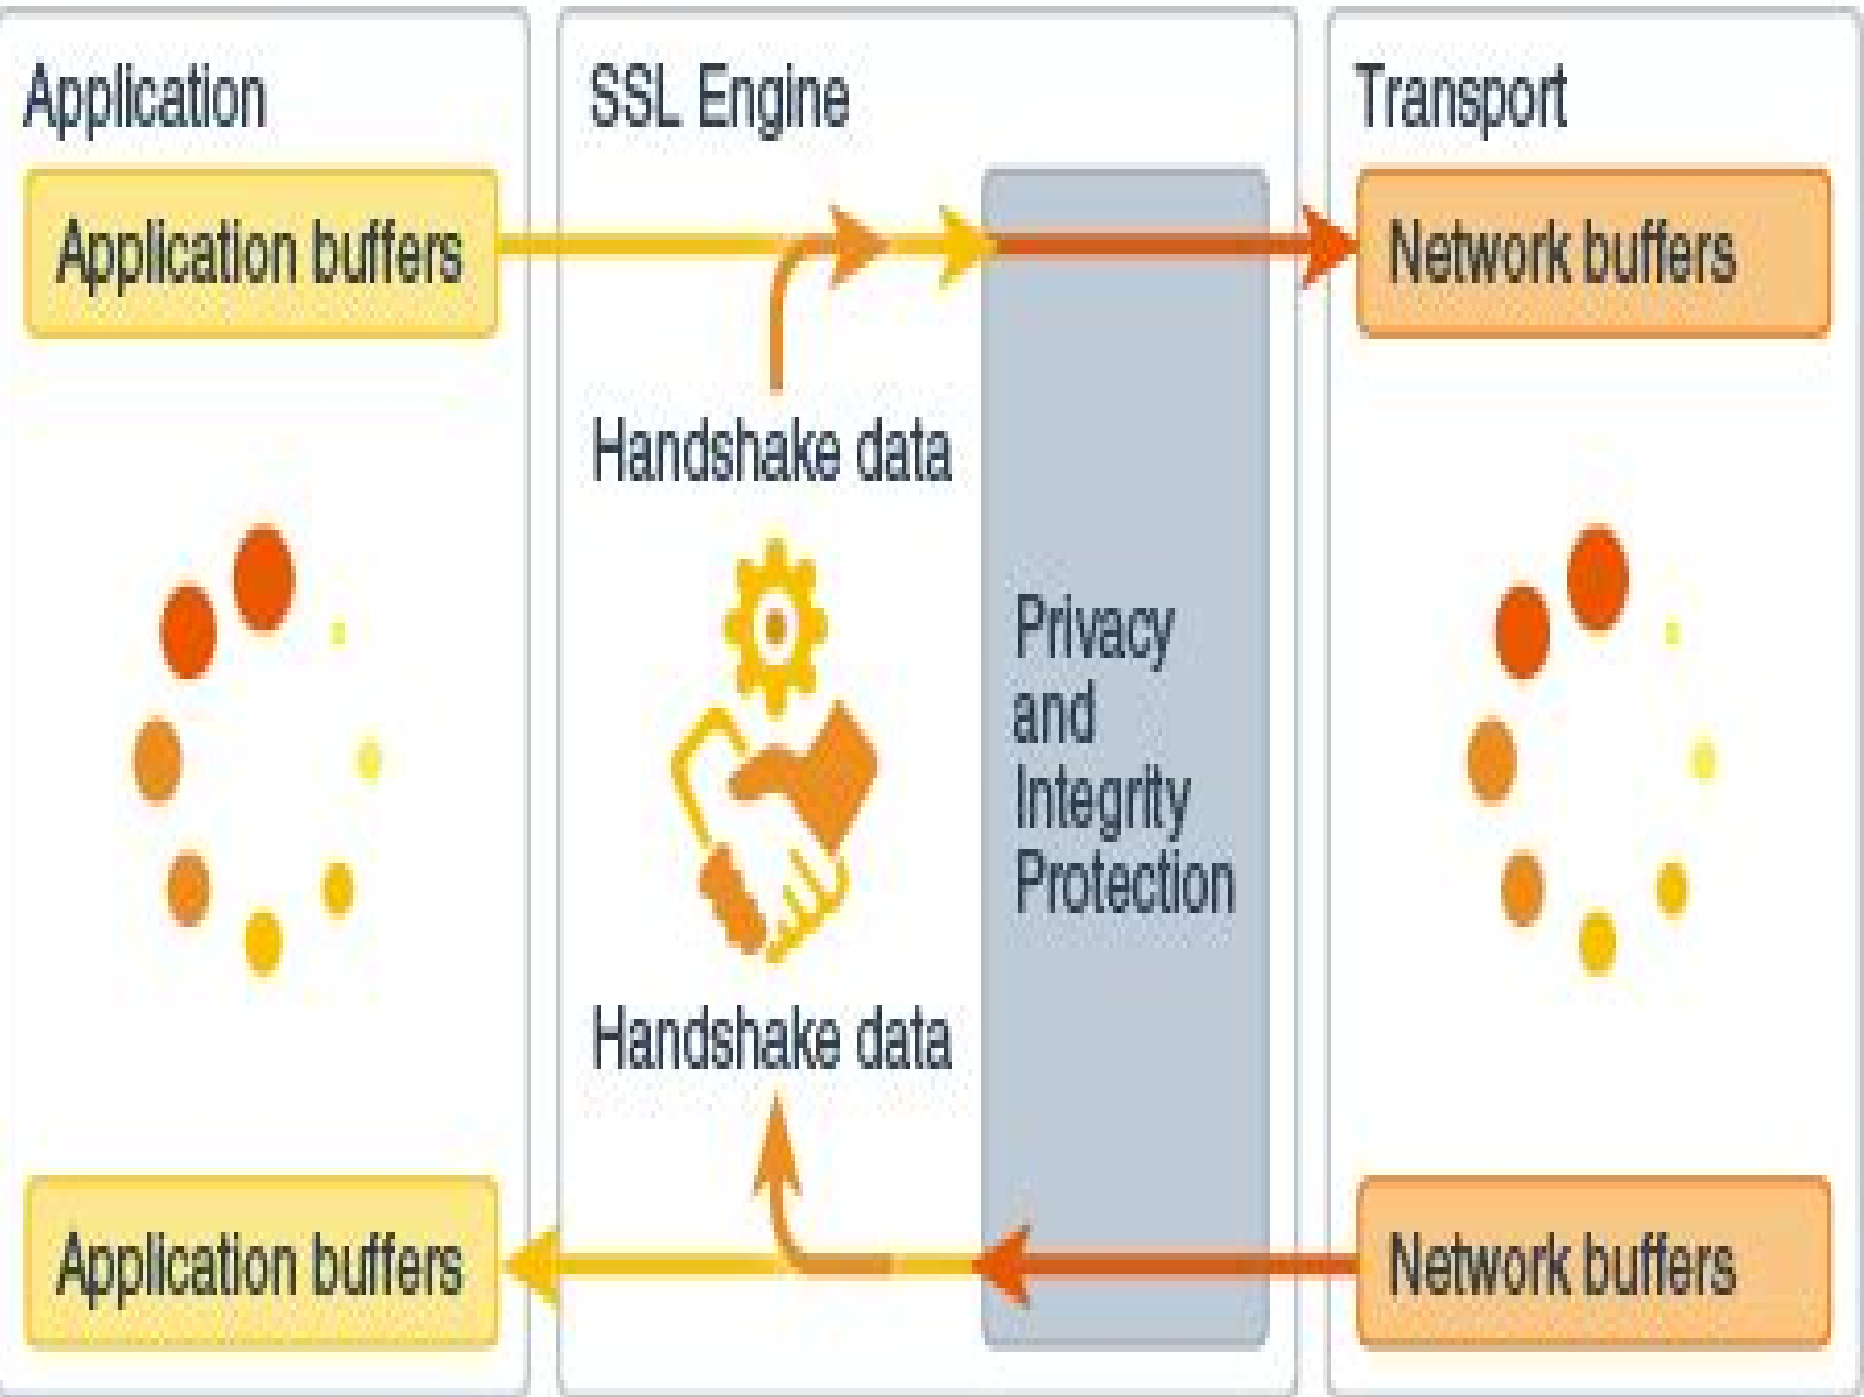 Application
SSL Engine
Transport
Application buffers
Network buffers
Handshake data
Privacy
and
Integrity
Protection
Handshake data
Application buffers
Network buffers